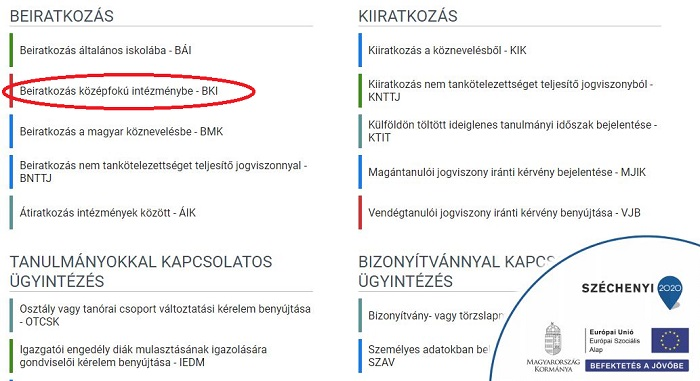 BEIRATKOZÁS
Beiratkozás általános iskolába - BÁI
Beiratkozás középfokú intézménybe - BKI
Beiratkozás a magyar köznevelésbe - BMK
Beiratkozás nem tankötelezettséget teljesítő jogviszonnyal -
BNTTJ
Átiratkozás intézmények között - ÁIK
KIIRATKOZÁS
Kiiratkozás a köznevelésből - KIK
Kiiratkozás nem tankötelezettséget teljesítő jogviszonyból -
KNTTJ
Külföldön töltött ideiglenes tanulmányi időszak bejelentése -
KTIT
Magántanulói jogviszony iránti kérvény bejelentése - MJIK
Vendégtanulói jogviszony iránti kérvény benyújtása - VJB
TANULMÁNYOKKAL KAPCSOLATOS
ÜGYINTÉZÉS
Osztály vagy tanórai csoport változtatási kérelem benyújtása
- OTCSK
Igazgatói engedély diák mulasztásának igazolására
gondviselői kérelem benyújtása - IEDM
BIZONYÍTVÁNNYAL KAPCS
ÜGYINTÉZÉS
Bizonyítvány- vagy törzslap
Személyes adatokban be
SZAV
SZÉCHENYI 2020
MAGYARORSZÁG
KORMÁNYA
Európai Unió
Európai Szociális
Alap
BEFEKTETÉS A JÖVŐBE